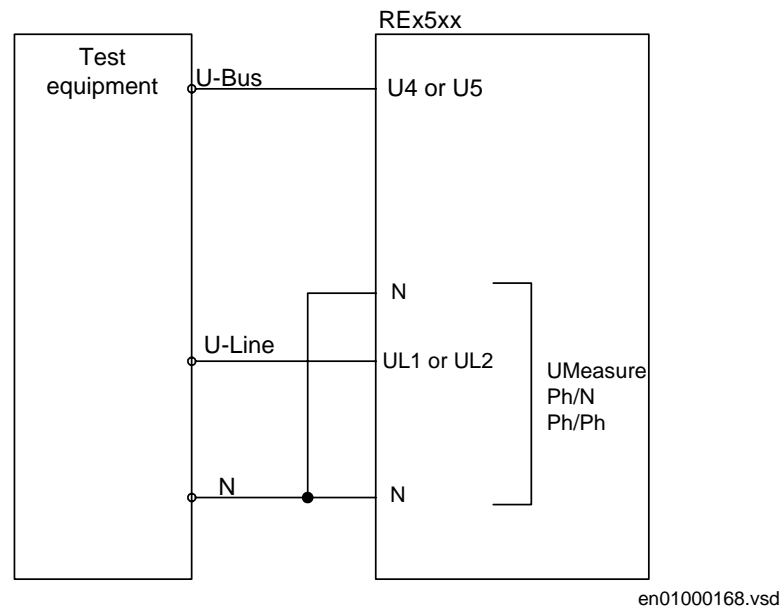 REx5xx
Test
equipment
U-Bus
U4 or U5
N
U-Line
UL1 or UL2
UMeasure
Ph/N
Ph/Ph
N
N
en01000168.vsd